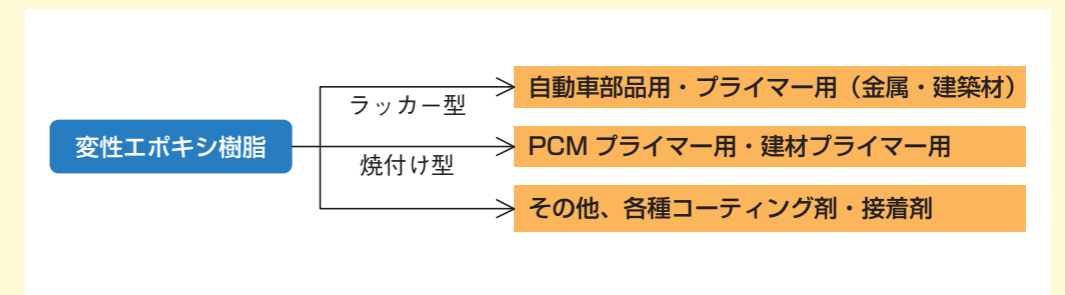 変性エポキシ樹脂
ラッカー型
自動車部品用・プライマー用（金属・建築材）
焼付け型
PCM プライマー用・建材プライマー用
その他、各種コーティング剤・接着剤